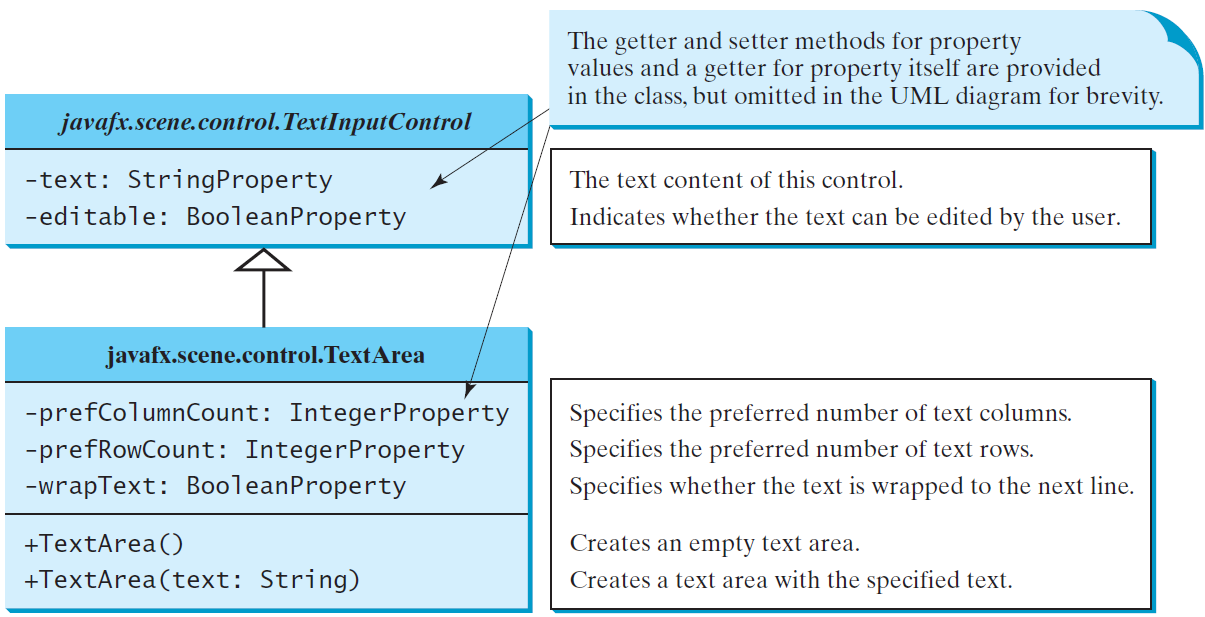 The getter and setter methods for property
values and a getter for property itself are provided
in the class, but omitted in the UML diagram for brevity.
javafx.scene.control.TextInputControl
-text: StringProperty
The text content of this control.
-editable: BooleanProperty
Indicates whether the text can be edited by the user.
javafx.scene.control.TextArea
-prefColumnCount: IntegerProperty
Specifies the preferred number of text columns.
-prefRowCount: IntegerProperty
Specifies the preferred number of text rows.
-wrapText: BooleanProperty
Specifies whether the text is wrapped to the next line.
+TextArea()
Creates an empty text area.
+TextArea(text: String)
Creates a text area with the specified text.